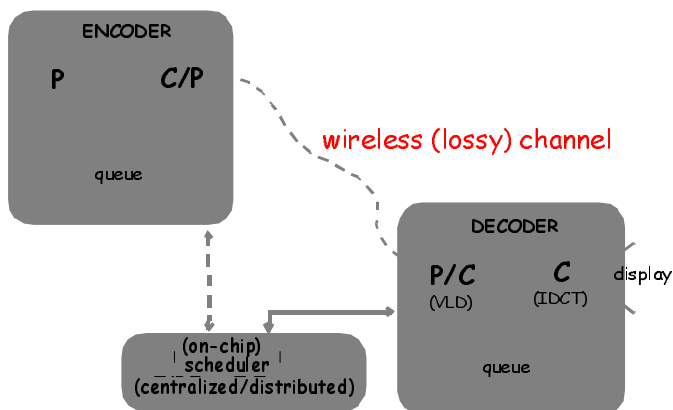 ENCODER
P C/P
wireless (lossy) channel
queue
DECODER
P/C C display
(VLD) (IDCT)
(on-chip)
scheduler
(centralized/distributed)
queue